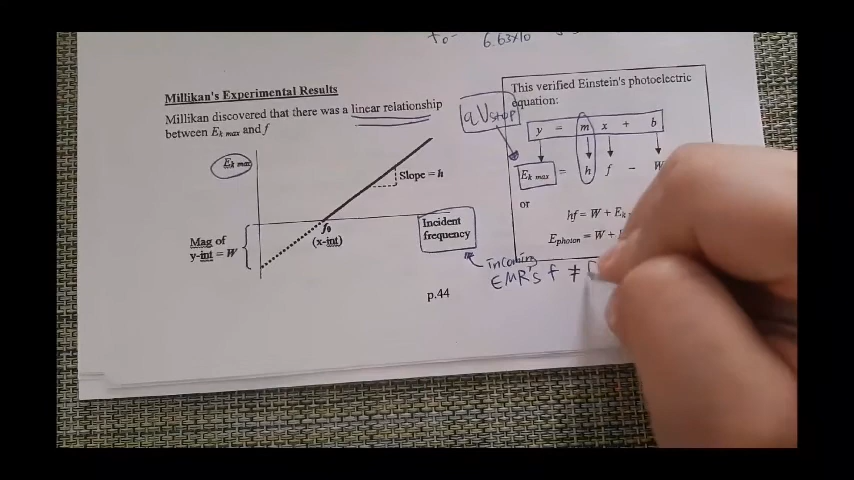 6.63x10
Millikan's Experimental Results
Millikan discovered that there was a linear relationship
between Ek max and f
Ek max
Slope = h
f0
(x-int)
Mag of
y-int = W
Incident
frequency
p.44
qVstop
This verified Einstein's photoelectric
equation:
y = m x + b
Ek max = h f - W
or
hf = W + Ek
Ephoton = W +
incoming
EMR's f ≠